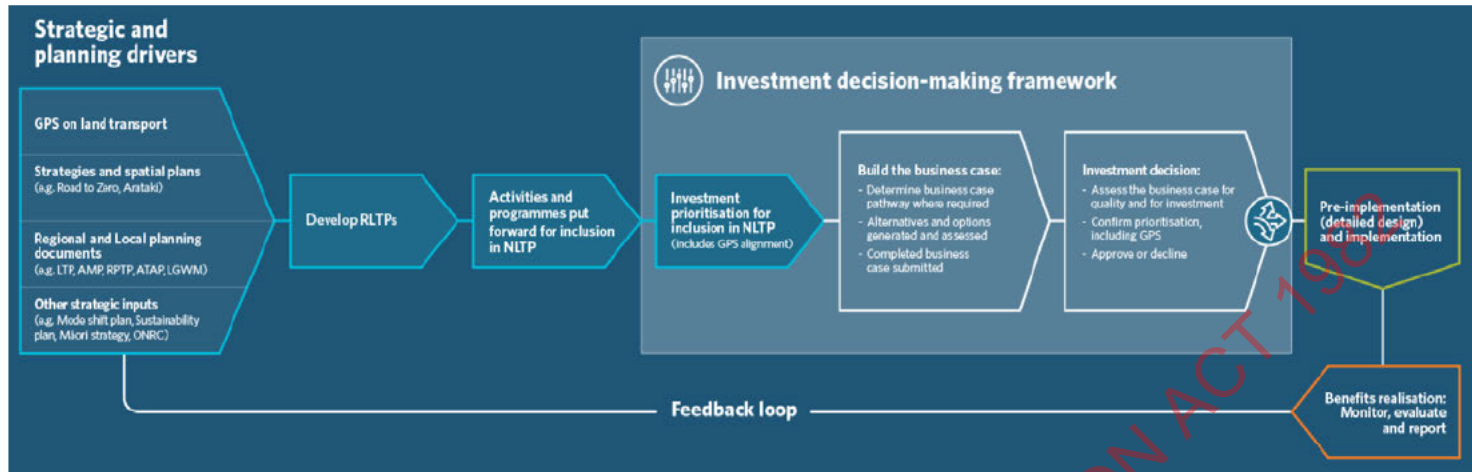 Strategic and
planning drivers
GPS on land transport
Strategies and spatial plans
(e.g. Road to Zero, Arataki)
Regional and Local planning
documents
(e.g. LTP, AMP, RPTP, ATAP, LGWM)
Other strategic inputs
(e.g. Mode shift plan, Sustainability
plan, Māori strategy, ONRC)
Develop RLTPs
Activities and
programmes put
forward for inclusion
in NLTP
Investment decision-making framework
Investment
prioritisation for
inclusion in NLTP
(includes GPS alignment)
Build the business case:
- Determine business case
pathway where required
- Alternatives and options
generated and assessed
- Completed business
case submitted
Investment decision:
- Assess the business case for
quality and for investment
- Confirm prioritisation,
including GPS
- Approve or decline
Pre-implementation
(detailed design)
and implementation
Benefits realisation:
Monitor, evaluate
and report
Feedback loop
ON ACT 1982